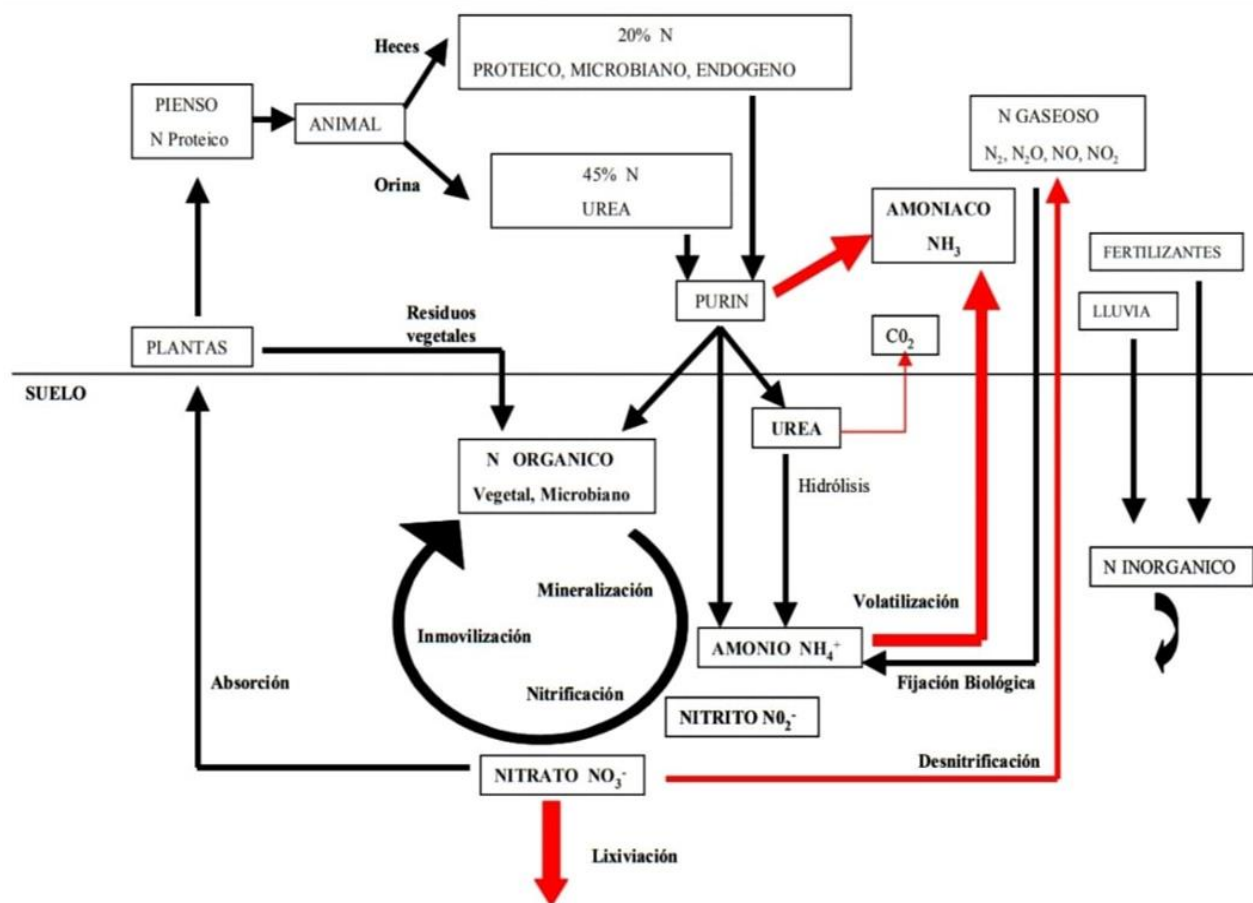 20% N
Heces
PROTEICO, MICROBIANO, ENDOGENO
PIENSO
N Proteico
ANIMAL
N GASEOSO
N₂, N₂O, NO, NO₂
Orina
45% N
UREA
AMONIACO
NH₃
FERTILIZANTES
PURIN
LLUVIA
Residuos
vegetales
PLANTAS
C0₂
SUELO
UREA
N ORGANICO
Vegetal, Microbiano
Hidrólisis
N INORGANICO
Mineralización
Volatilización
Inmovilización
AMONIO NH₄⁺
Absorción
Nitrificación
Fijación Biológica
NITRITO N0₂⁻
Desnitrificación
NITRATO NO₃⁻
Lixiviación